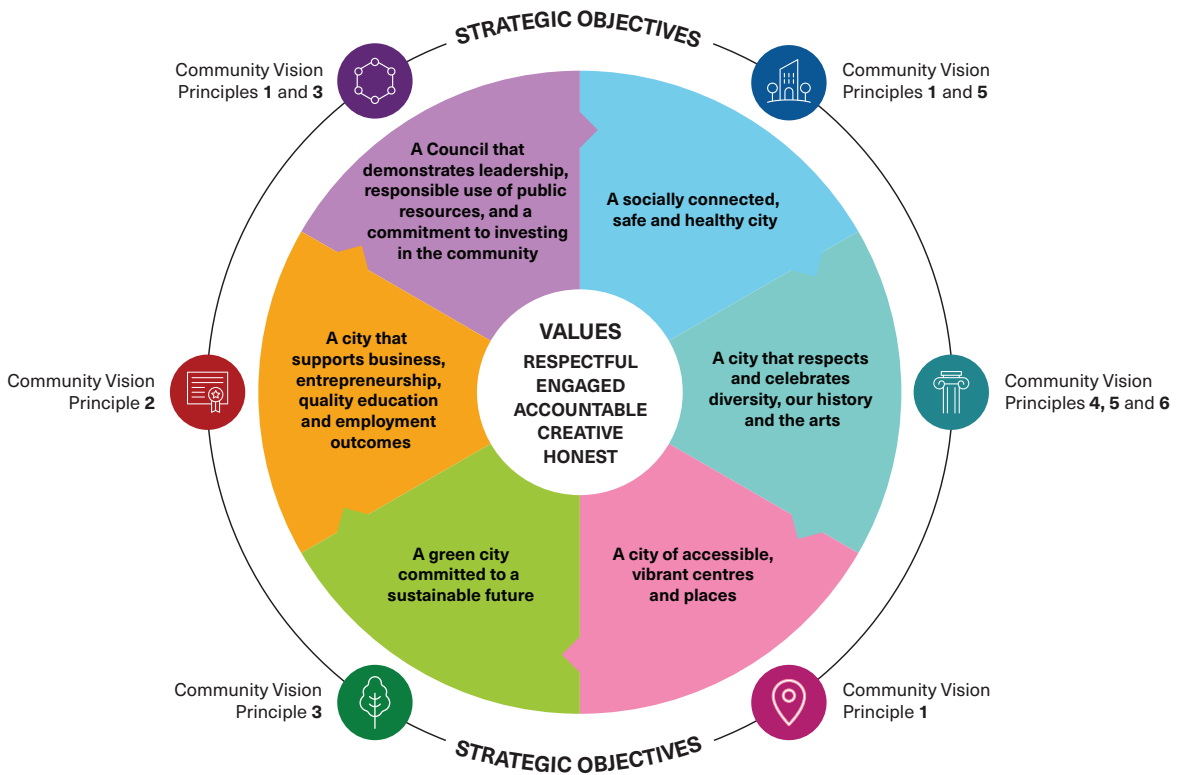 STRATEGIC OBJECTIVES
Community Vision
Principles 1 and 3
Community Vision
Principles 1 and 5
A Council that
demonstrates leadership,
responsible use of public
resources, and a
commitment to investing
in the community
A socially connected,
safe and healthy city
Community Vision
Principle 2
A city that
supports business,
entrepreneurship,
quality education
and employment
outcomes
VALUES
RESPECTFUL
ENGAGED
ACCOUNTABLE
CREATIVE
HONEST
A city that respects
and celebrates
diversity, our history
and the arts
Community Vision
Principles 4, 5 and 6
A green city
committed to a
sustainable future
A city of accessible,
vibrant centres
and places
Community Vision
Principle 3
Community Vision
Principle 1
STRATEGIC OBJECTIVES